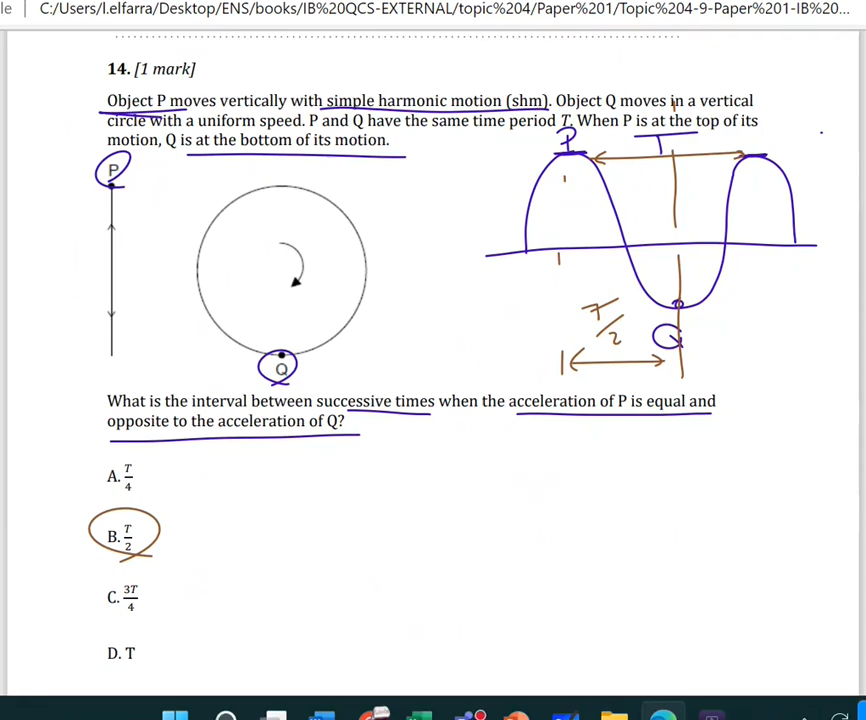 le | C:/Users/l.elfarra/Desktop/ENS/books/IB%20QCS-EXTERNAL/topic%204/Paper%201/Topic%204-9-Paper%201-IB%20...
14. [1 mark]
Object P moves vertically with simple harmonic motion (shm). Object Q moves in a vertical
circle with a uniform speed. P and Q have the same time period T. When P is at the top of its
motion, Q is at the bottom of its motion.
P
T
P
T/2
Q
Q
What is the interval between successive times when the acceleration of P is equal and
opposite to the acceleration of Q?
A. T/4
B. T/2
C. 3T/4
D. T